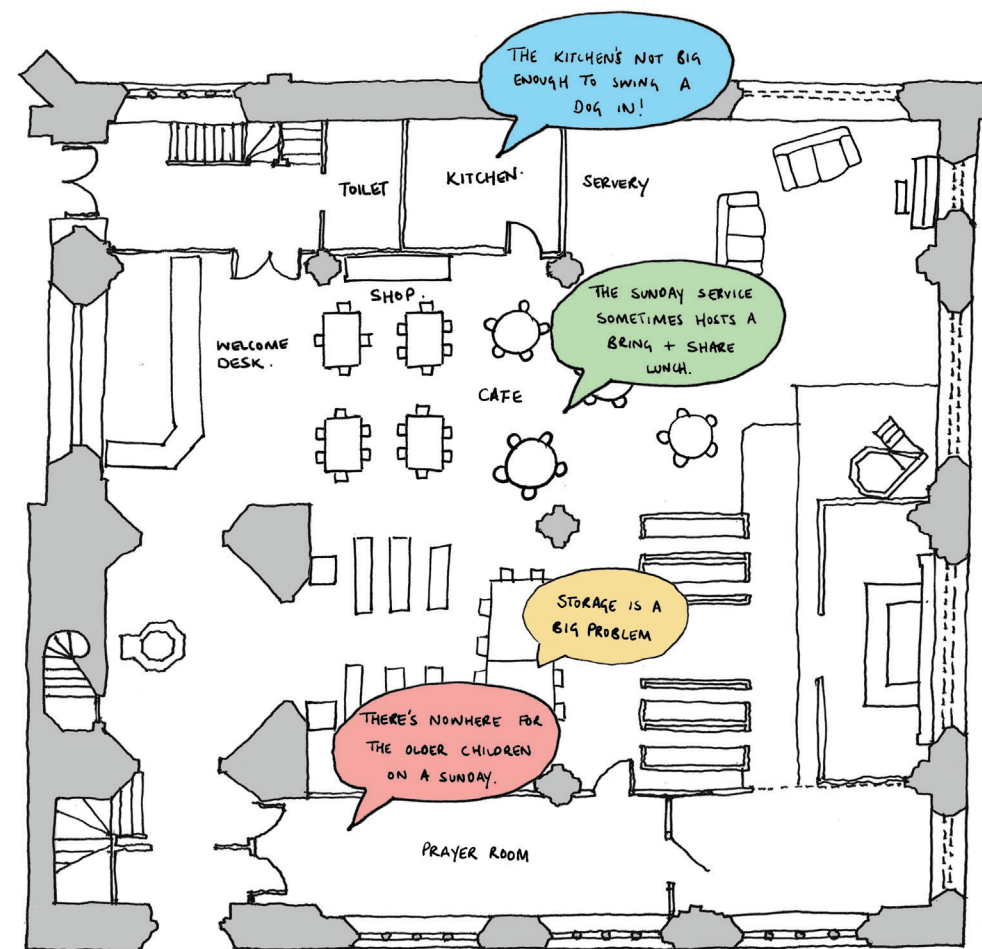 THE KITCHEN'S NOT BIG
ENOUGH TO SWING A
DOG IN!
TOILET
KITCHEN.
SERVERY
SHOP.
THE SUNDAY SERVICE
SOMETIMES HOSTS A
BRING + SHARE
LUNCH.
WELCOME
DESK.
CAFE
STORAGE IS A
BIG PROBLEM
THERE'S NOWHERE FOR
THE OLDER CHILDREN
ON A SUNDAY.
PRAYER ROOM